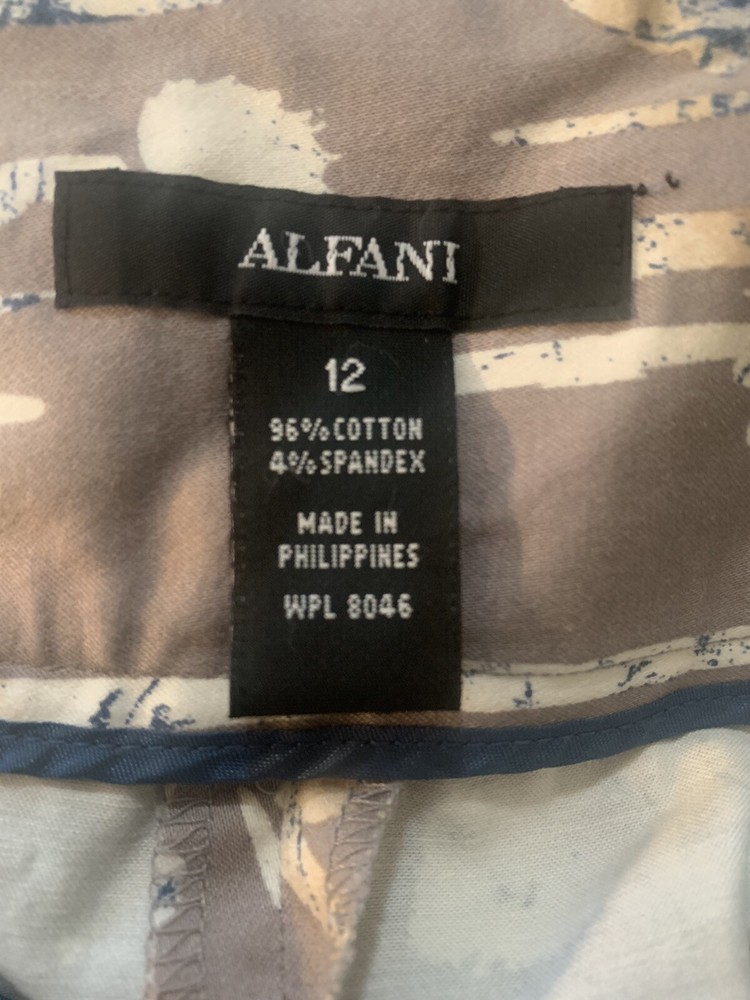 ALFANI
12
96%COTTON
4%SPANDEX
MADE IN
PHILIPPINES
WPL 8046